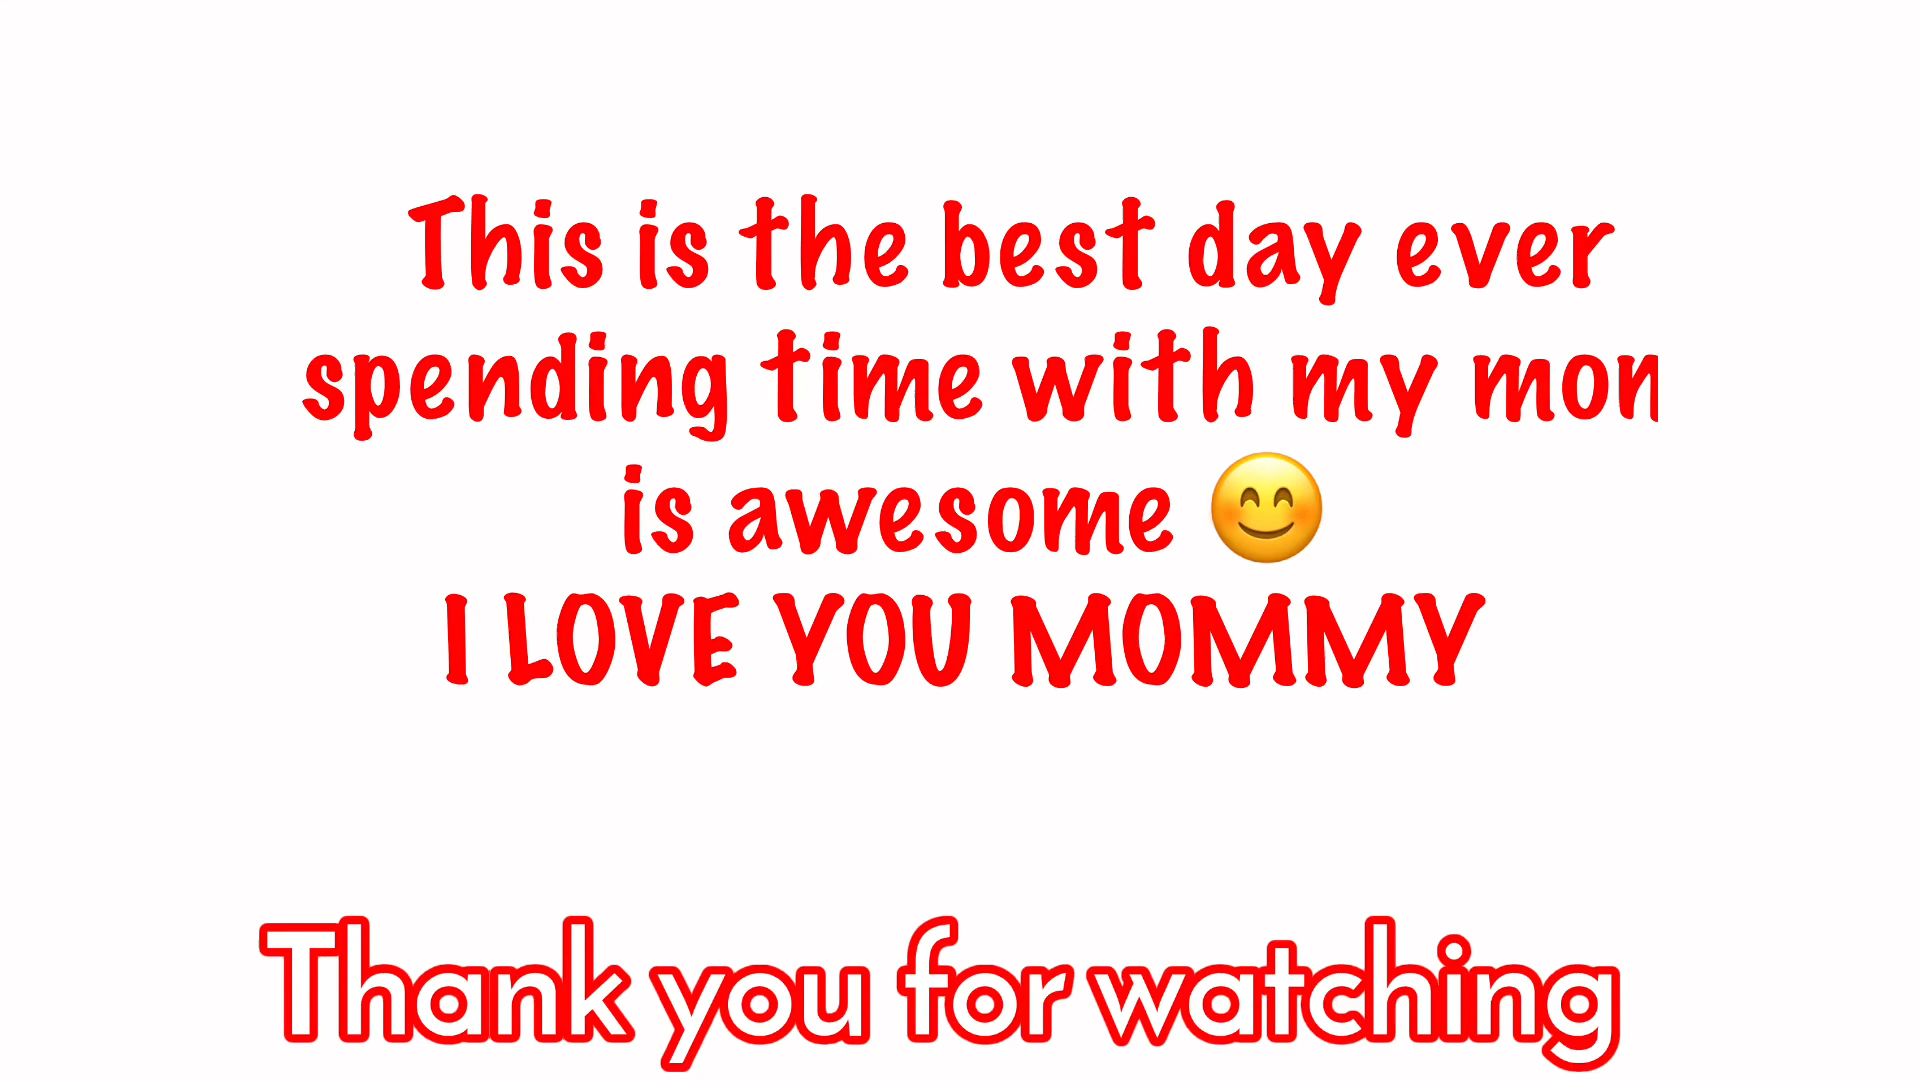 This is the best day ever
spending time with my mom
is awesome 😊
I LOVE YOU MOMMY
Thank you for watching